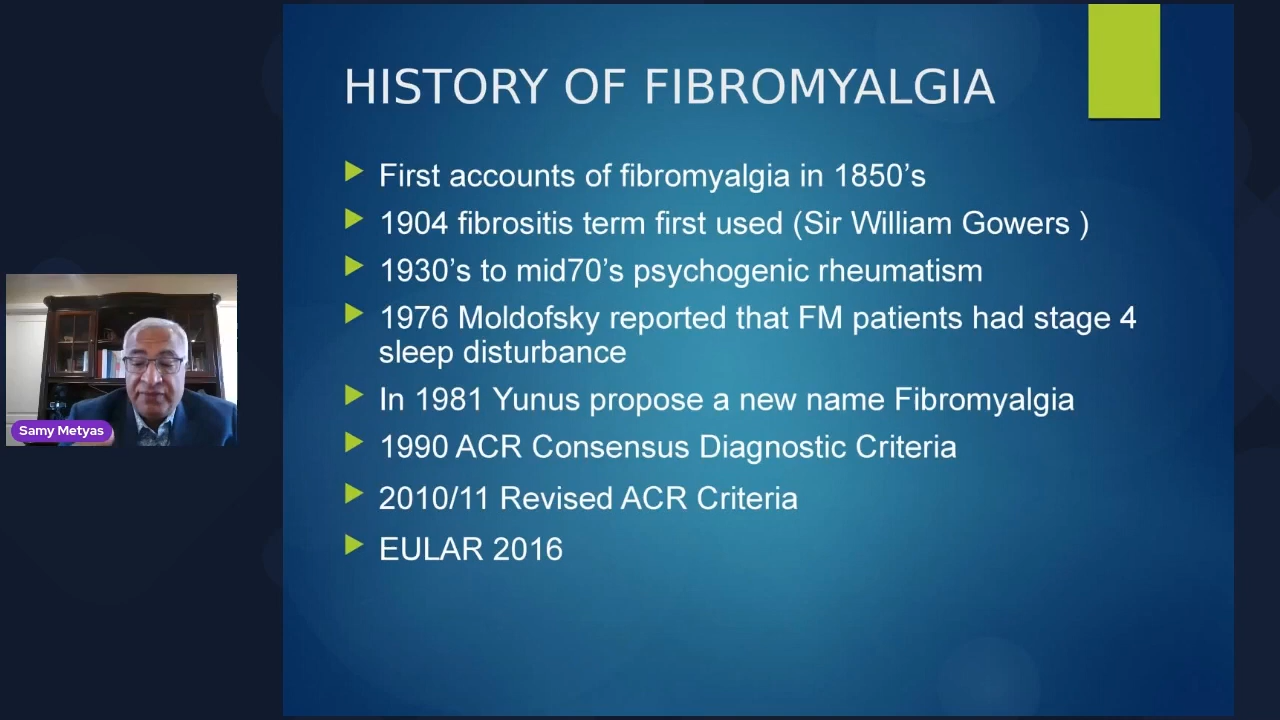 HISTORY OF FIBROMYALGIA
First accounts of fibromyalgia in 1850’s
1904 fibrositis term first used (Sir William Gowers )
1930’s to mid70’s psychogenic rheumatism
1976 Moldofsky reported that FM patients had stage 4
sleep disturbance
In 1981 Yunus propose a new name Fibromyalgia
1990 ACR Consensus Diagnostic Criteria
2010/11 Revised ACR Criteria
EULAR 2016
Samy Metyas